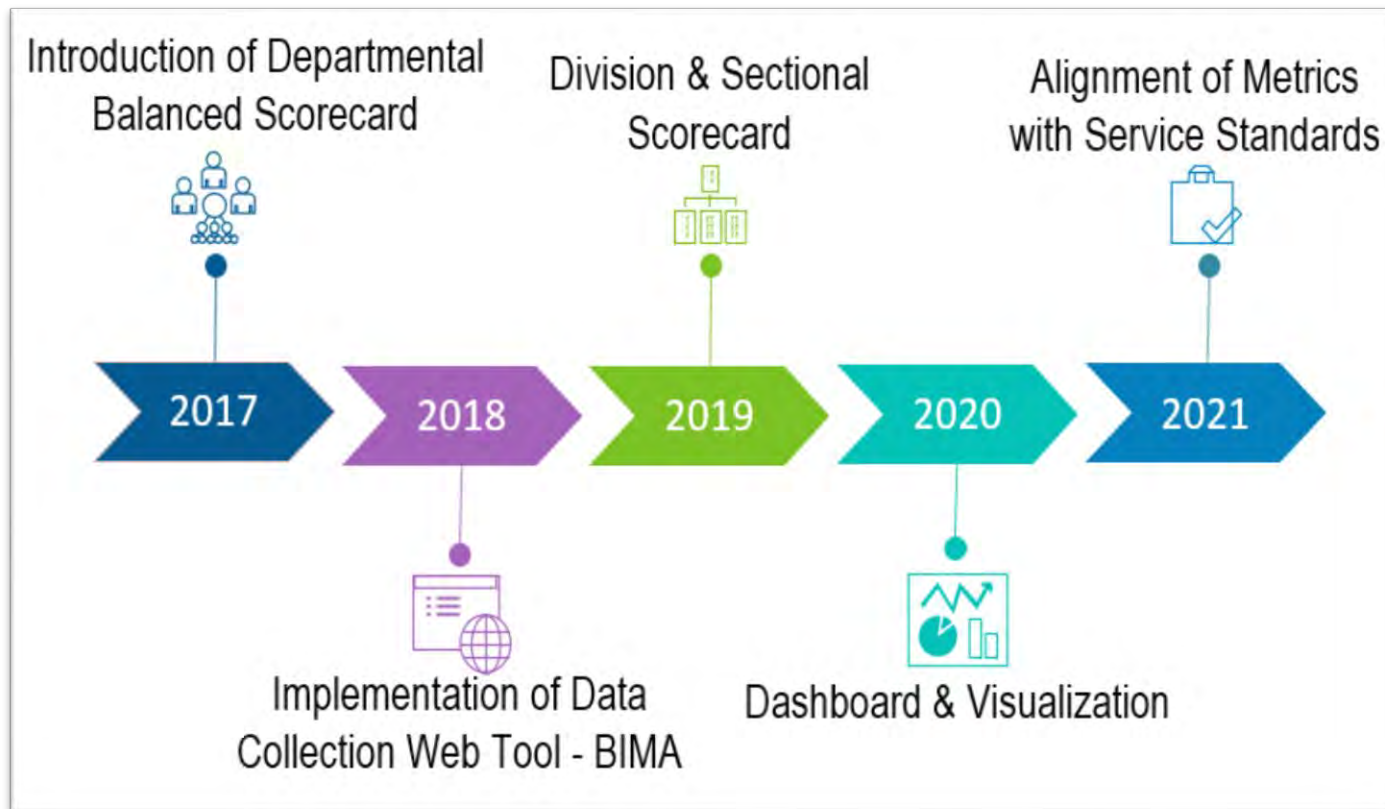 Introduction of Departmental
Balanced Scorecard
Division & Sectional
Scorecard
Alignment of Metrics
with Service Standards
2017
2018
2019
2020
2021
Implementation of Data
Collection Web Tool - BIMA
Dashboard & Visualization